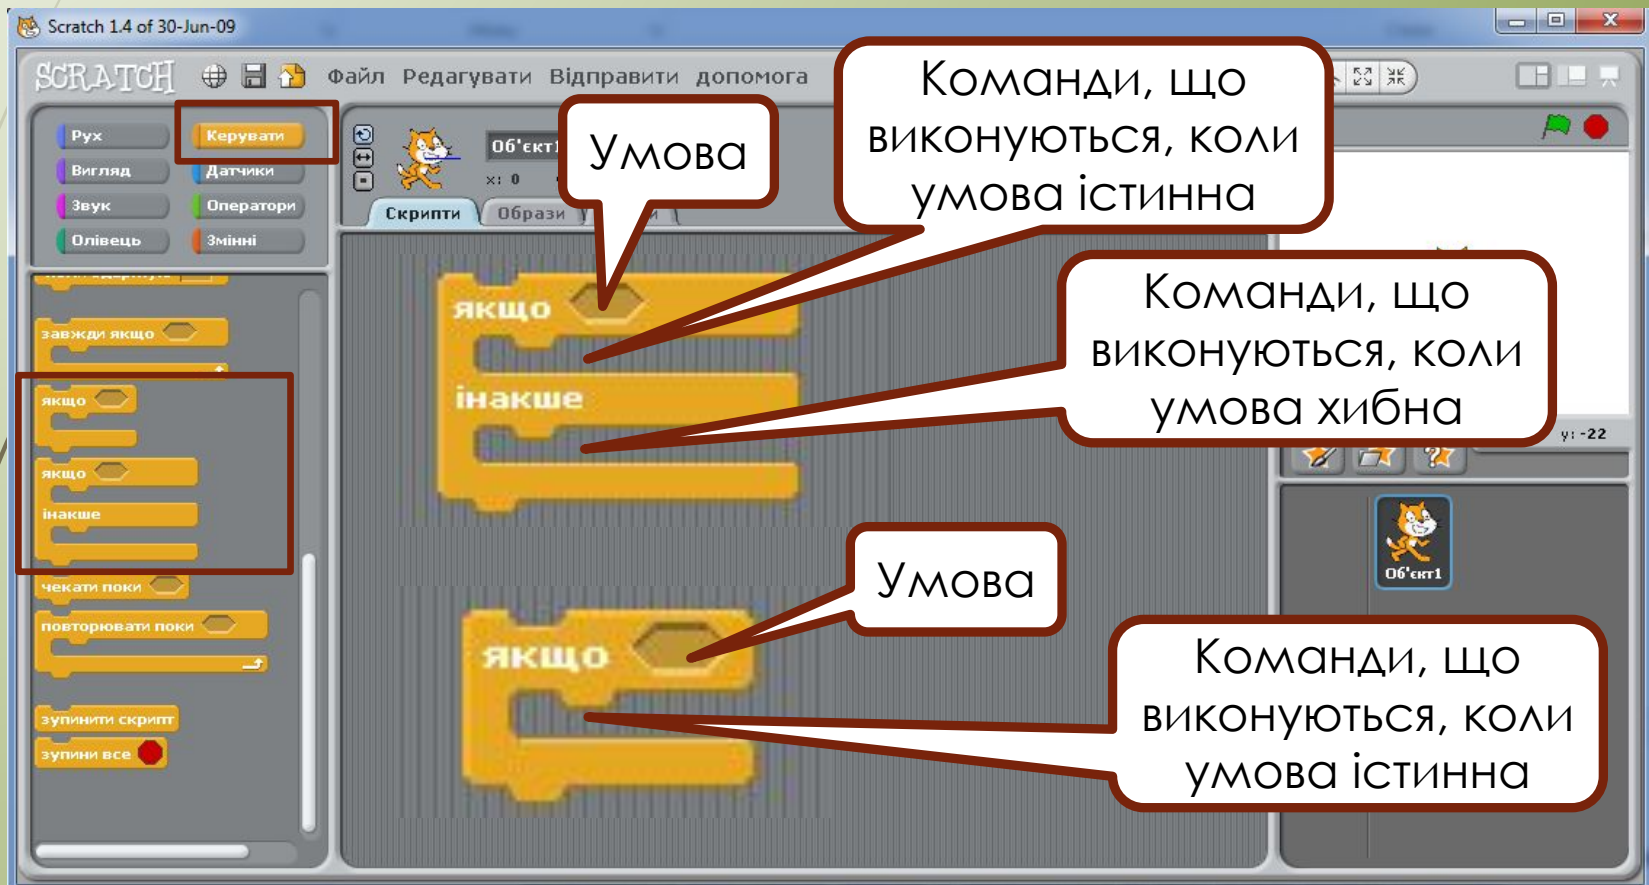 Scratch 1.4 of 30-Jun-09
SCRATCH
Файл Редагувати Відправити допомога
Рух
Керувати
Вигляд
Датчики
Звук
Оператори
Олівець
Змінні
Об'єкт1
x: 0
Скрипти
Образи
завжди якщо
якщо
якщо
інакше
чекати поки
повторювати поки
зупинити скрипт
зупини все
Умова
Команди, що
виконуються, коли
умова істинна
якщо
інакше
Команди, що
виконуються, коли
умова хибна
y: -22
Умова
якщо
Команди, що
виконуються, коли
умова істинна
Об'єкт1